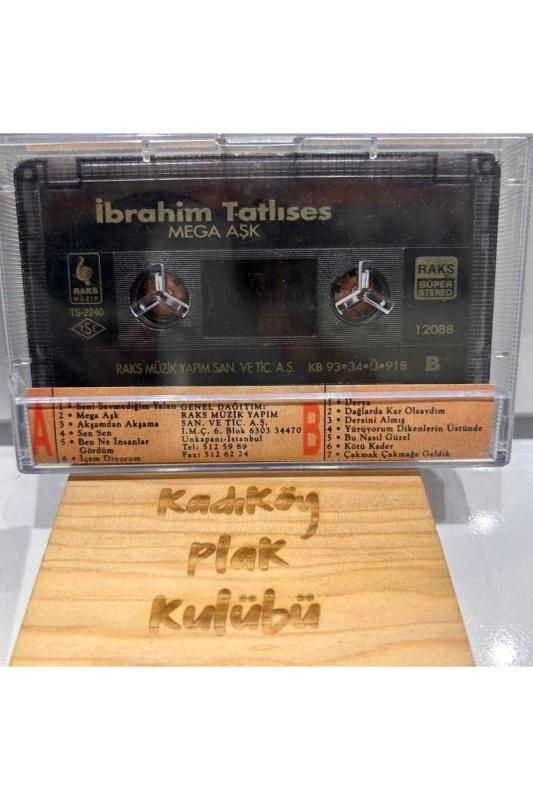 İbrahim Tatlıses
MEGA AŞK
RAKS
MÜZİK
TS-2240
TSE
RAKS
SÜPER
STEREO
12088
RAKS MÜZİK YAPIM SAN. VE TİC. A.Ş. KB 93•34•Ü•918 B
A
1 • Seni Sevmediğim Yalan
2 • Mega Aşk
3 • Akşamdan Akşama
4 • Sen Sen
5 • Ben Ne İnsanlar
Gördüm
6 • İçem Diyorum
GENEL DAĞITIM:
RAKS MÜZİK YAPIM
SAN. VE TİC. A.Ş.
İ.M.Ç. 6. Blok 6303 34470
Unkapanı-İstanbul
Tel: 512 59 89
Fax: 512 62 24
B
1 • Derya
2 • Dağlarda Kar Olsaydım
3 • Dersini Almış
4 • Yürüyorum Dikenlerin Üstünde
5 • Bu Nasıl Güzel
6 • Kötü Kader
7 • Çakmak Çakmağa Geldik
Kadıköy
Plak
Kulübü